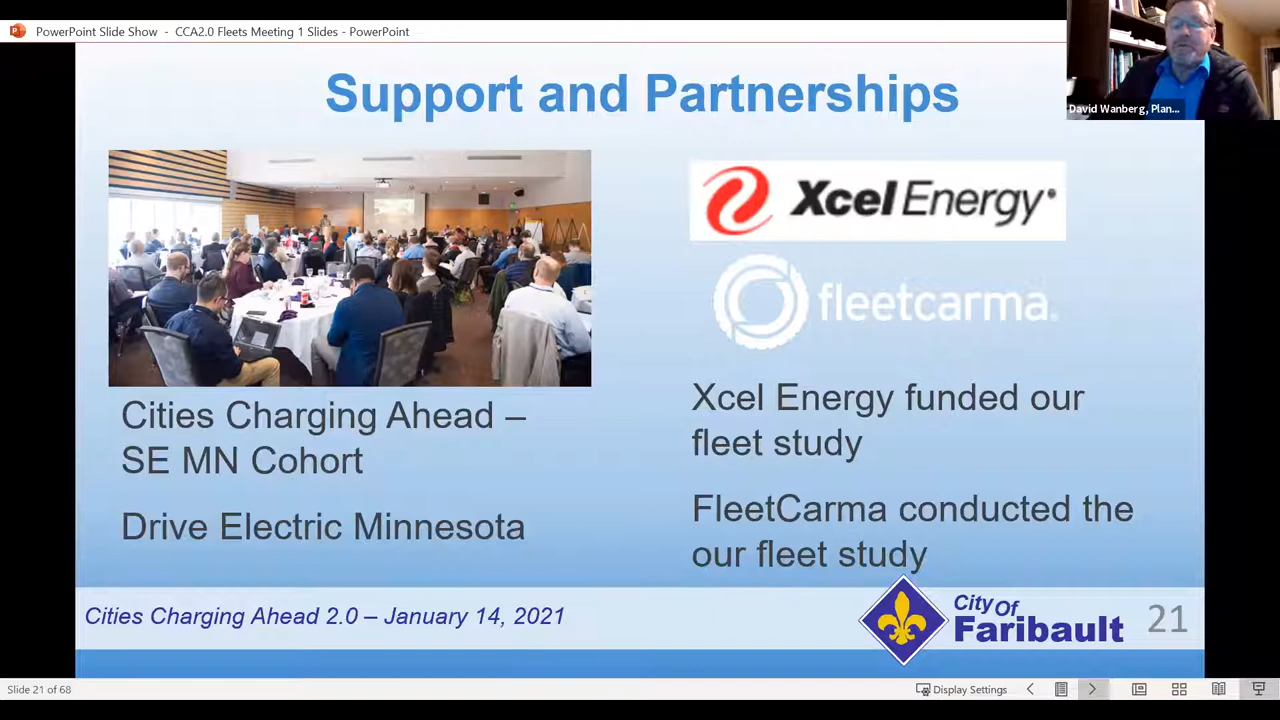 PowerPoint Slide Show - CCA2.0 Fleets Meeting 1 Slides - PowerPoint
David Wanberg, Plan...
Support and Partnerships
Xcel Energy®
fleetcarma®
Cities Charging Ahead –
SE MN Cohort
Drive Electric Minnesota
Xcel Energy funded our
fleet study
FleetCarma conducted the
our fleet study
Cities Charging Ahead 2.0 – January 14, 2021
City Of
Faribault
21
Slide 21 of 68
Display Settings